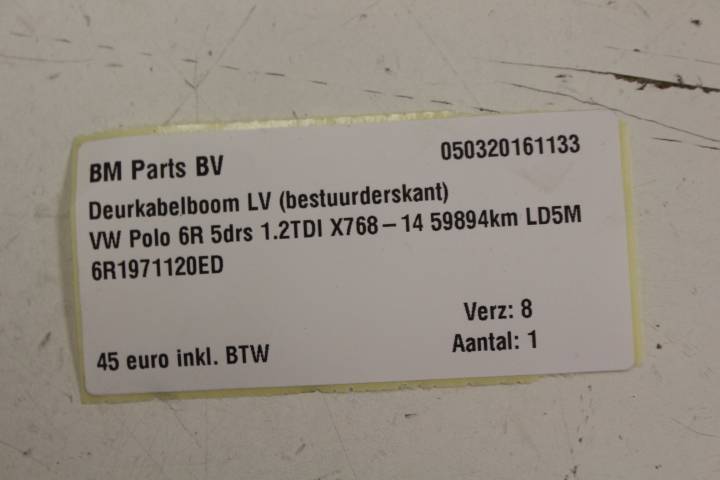 BM Parts BV 050320161133
Deurkabelboom LV (bestuurderskant)
VW Polo 6R 5drs 1.2TDI X768-14 59894km LD5M
6R1971120ED
Verz: 8
45 euro inkl. BTW Aantal: 1